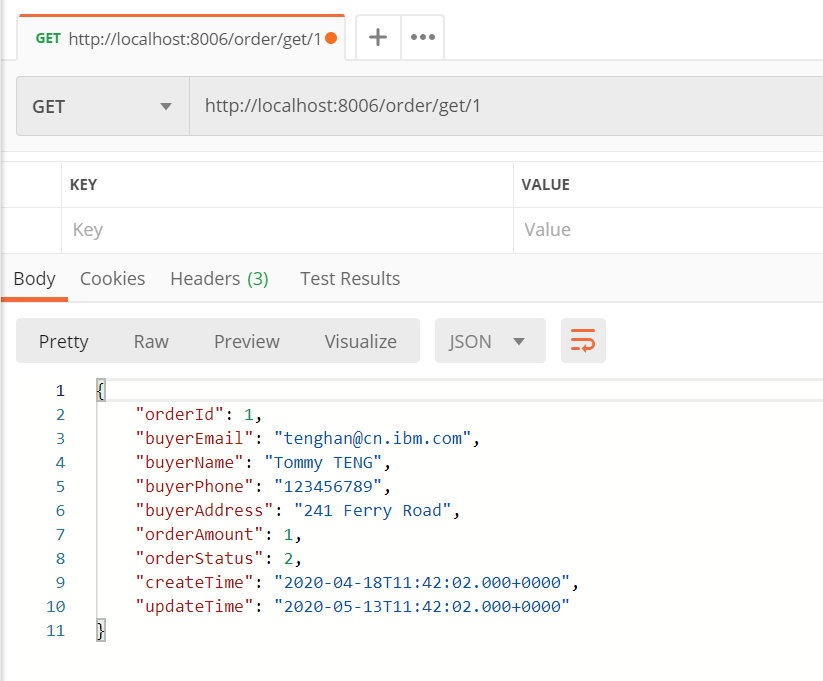 GET http://localhost:8006/order/get/1
GET http://localhost:8006/order/get/1
KEY VALUE
Key Value
Body Cookies Headers (3) Test Results
Pretty Raw Preview Visualize JSON
1 {
2 "orderId": 1,
3 "buyerEmail": "tenghan@cn.ibm.com",
4 "buyerName": "Tommy TENG",
5 "buyerPhone": "123456789",
6 "buyerAddress": "241 Ferry Road",
7 "orderAmount": 1,
8 "orderStatus": 2,
9 "createTime": "2020-04-18T11:42:02.000+0000",
10 "updateTime": "2020-05-13T11:42:02.000+0000"
11 }